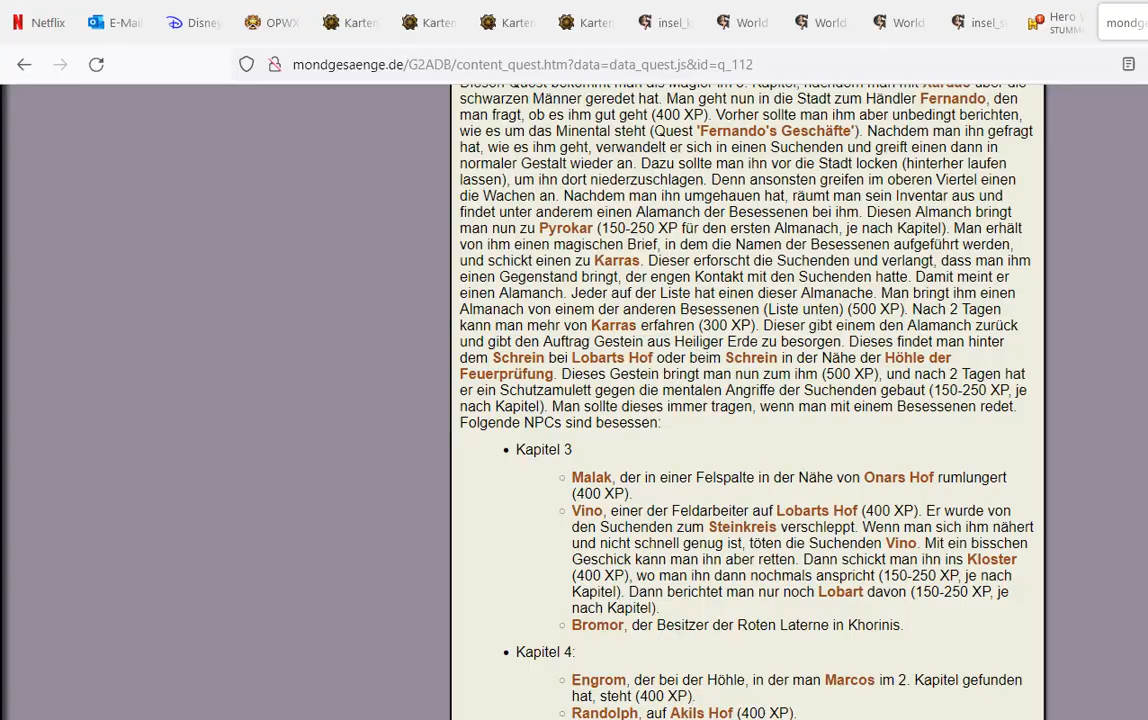 Netflix
E-Mail
Disney
OPWX
Karten
Karten
Karten
Karten
insel_k
World
World
World
insel_s
1
Hero
STUMM
mondge
mondgesaenge.de/G2ADB/content_quest.htm?data=data_quest.js&id=q_112
schwarzen Männer geredet hat. Man geht nun in die Stadt zum Händler Fernando, den
man fragt, ob es ihm gut geht (400 XP). Vorher sollte man ihm aber unbedingt berichten,
wie es um das Minental steht (Quest 'Fernando's Geschäfte'). Nachdem man ihn gefragt
hat, wie es ihm geht, verwandelt er sich in einen Suchenden und greift einen dann in
normaler Gestalt wieder an. Dazu sollte man ihn vor die Stadt locken (hinterher laufen
lassen), um ihn dort niederzuschlagen. Denn ansonsten greifen im oberen Viertel einen
die Wachen an. Nachdem man ihn umgehauen hat, räumt man sein Inventar aus und
findet unter anderem einen Alamanch der Besessenen bei ihm. Diesen Almanch bringt
man nun zu Pyrokar (150-250 XP für den ersten Almanach, je nach Kapitel). Man erhält
von ihm einen magischen Brief, in dem die Namen der Besessenen aufgeführt werden,
und schickt einen zu Karras. Dieser erforscht die Suchenden und verlangt, dass man ihm
einen Gegenstand bringt, der engen Kontakt mit den Suchenden hatte. Damit meint er
einen Alamanch. Jeder auf der Liste hat einen dieser Almanache. Man bringt ihm einen
Almanach von einem der anderen Besessenen (Liste unten) (500 XP). Nach 2 Tagen
kann man mehr von Karras erfahren (300 XP). Dieser gibt einem den Alamanch zurück
und gibt den Auftrag Gestein aus Heiliger Erde zu besorgen. Dieses findet man hinter
dem Schrein bei Lobarts Hof oder beim Schrein in der Nähe der Höhle der
Feuerprüfung. Dieses Gestein bringt man nun zum ihm (500 XP), und nach 2 Tagen hat
er ein Schutzamulett gegen die mentalen Angriffe der Suchenden gebaut (150-250 XP, je
nach Kapitel). Man sollte dieses immer tragen, wenn man mit einem Besessenen redet.
Folgende NPCs sind besessen:
Kapitel 3
Malak, der in einer Felspalte in der Nähe von Onars Hof rumlungert
(400 XP).
Vino, einer der Feldarbeiter auf Lobarts Hof (400 XP). Er wurde von
den Suchenden zum Steinkreis verschleppt. Wenn man sich ihm nähert
und nicht schnell genug ist, töten die Suchenden Vino. Mit ein bisschen
Geschick kann man ihn aber retten. Dann schickt man ihn ins Kloster
(400 XP), wo man ihn dann nochmals anspricht (150-250 XP, je nach
Kapitel). Dann berichtet man nur noch Lobart davon (150-250 XP, je
nach Kapitel).
Bromor, der Besitzer der Roten Laterne in Khorinis.
Kapitel 4:
Engrom, der bei der Höhle, in der man Marcos im 2. Kapitel gefunden
hat, steht (400 XP).
Randolph, auf Akils Hof (400 XP).